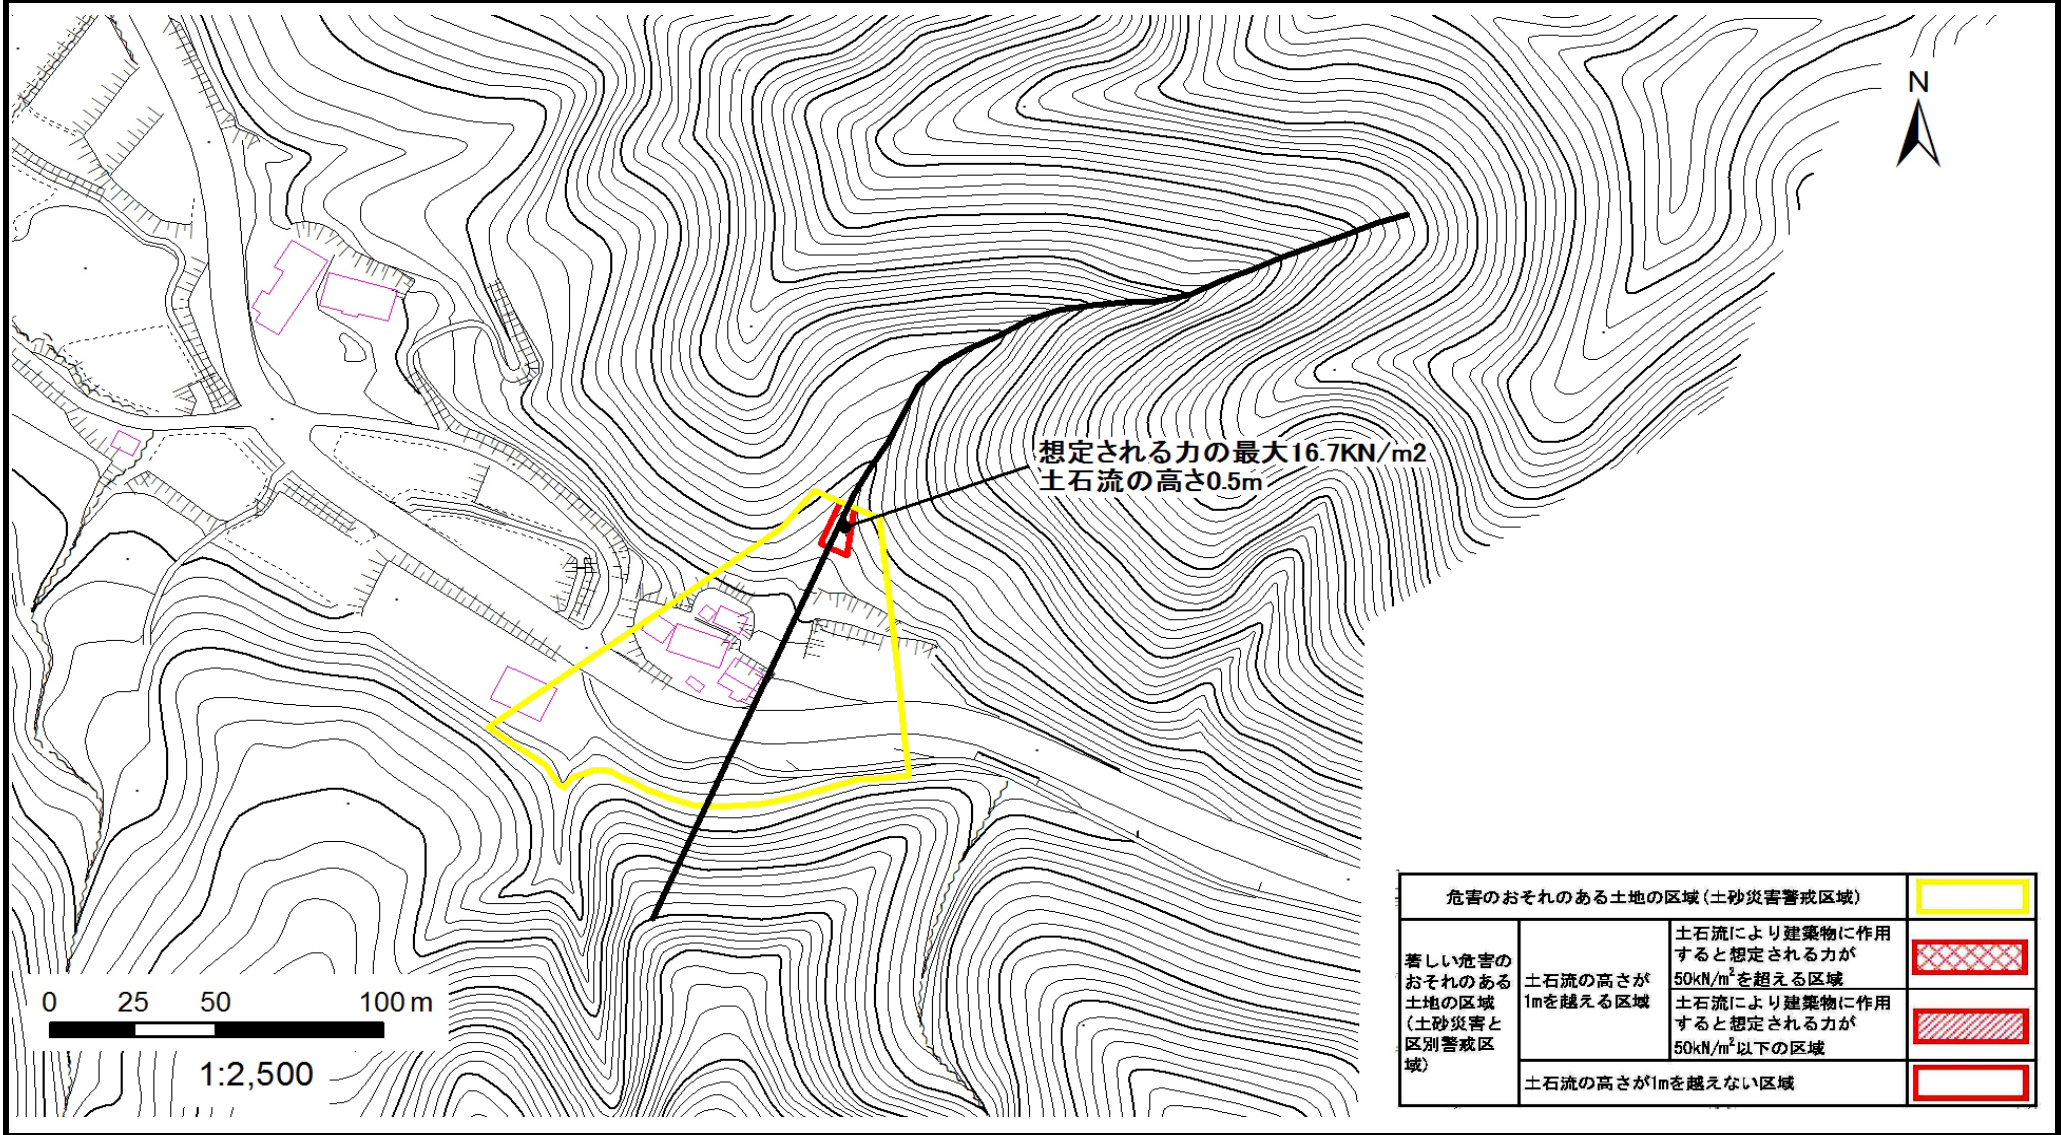 N
想定される力の最大16.7KN/m2
土石流の高さ0.5m
危害のおそれのある土地の区域(土砂災害警戒区域)
著しい危害の
おそれのある
土地の区域
(土砂災害と
区別警戒区
域)
土石流の高さが
1mを越える区域
土石流により建築物に作用
すると想定される力が
50kN/m²を超える区域
土石流により建築物に作用
すると想定される力が
50kN/m²以下の区域
土石流の高さが1mを越えない区域
0 25 50 100 m
1:2,500